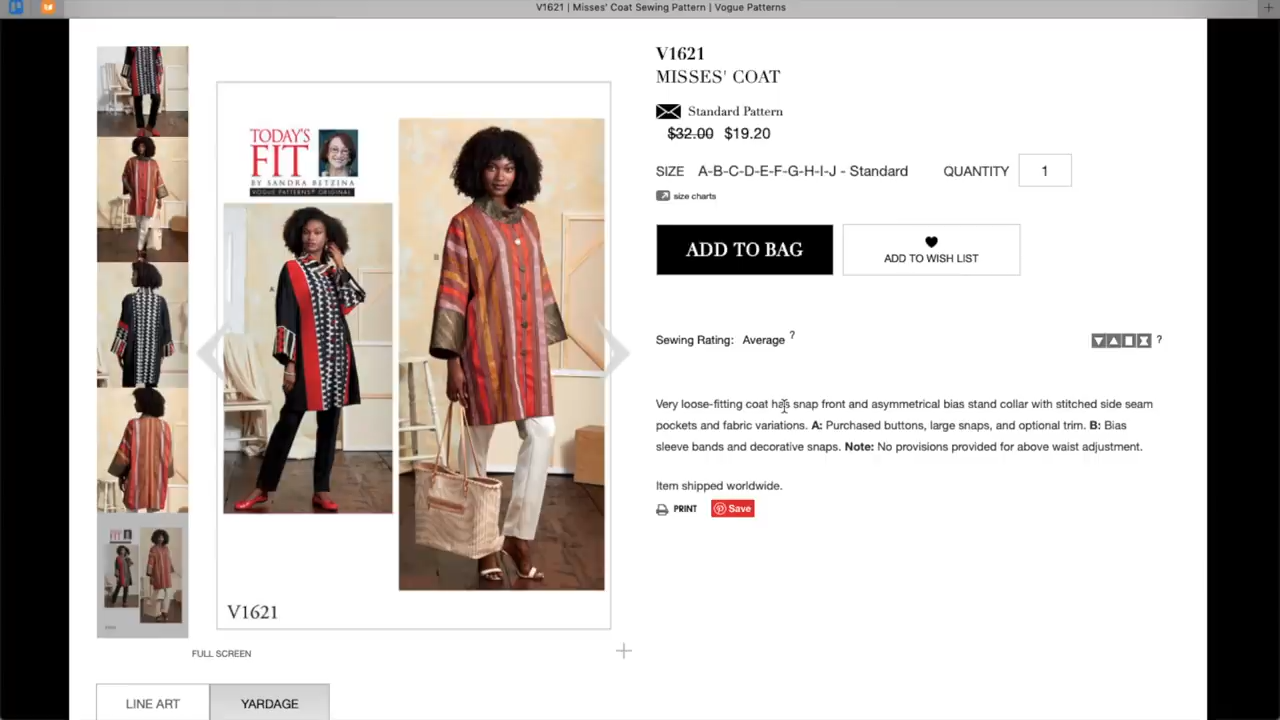 V1621 | Misses' Coat Sewing Pattern | Vogue Patterns
TODAY'S
FIT
BY SANDRA BETZINA
VOGUE PATTERNS® ORIGINAL
A
B
V1621
FULL SCREEN
LINE ART
YARDAGE
V1621
MISSES' COAT
Standard Pattern
$32.00 $19.20
SIZE A-B-C-D-E-F-G-H-I-J - Standard QUANTITY 1
size charts
ADD TO BAG
ADD TO WISH LIST
Sewing Rating: Average ?
?
Very loose-fitting coat has snap front and asymmetrical bias stand collar with stitched side seam
pockets and fabric variations. A: Purchased buttons, large snaps, and optional trim. B: Bias
sleeve bands and decorative snaps. Note: No provisions provided for above waist adjustment.
Item shipped worldwide.
PRINT
Save